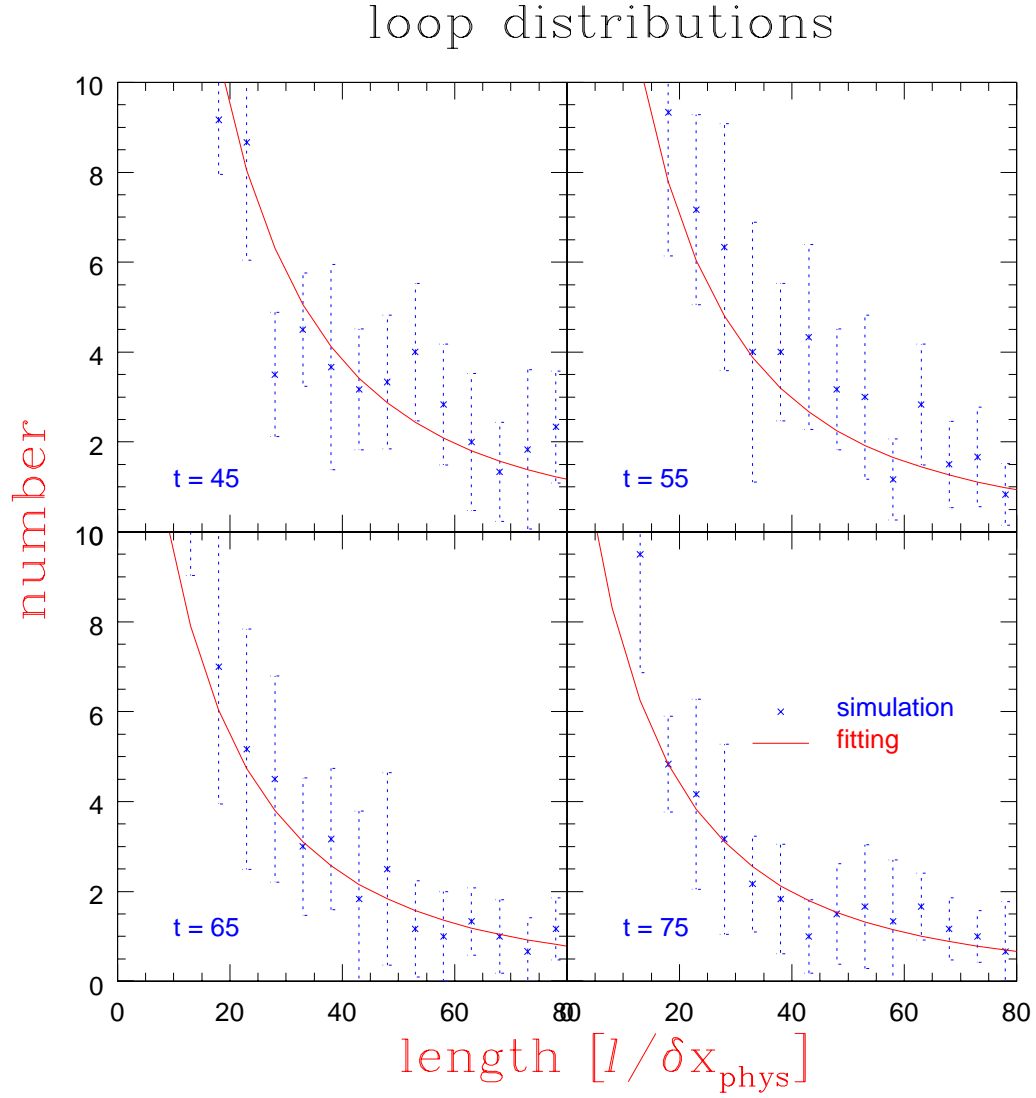 loop distributions
10
8
6
4
2
t = 45
t = 55
10
8
6
4
2
0
t = 65
t = 75
simulation
fitting
0 20 40 60 80
0 20 40 60 80
number
length [l/δx_phys]